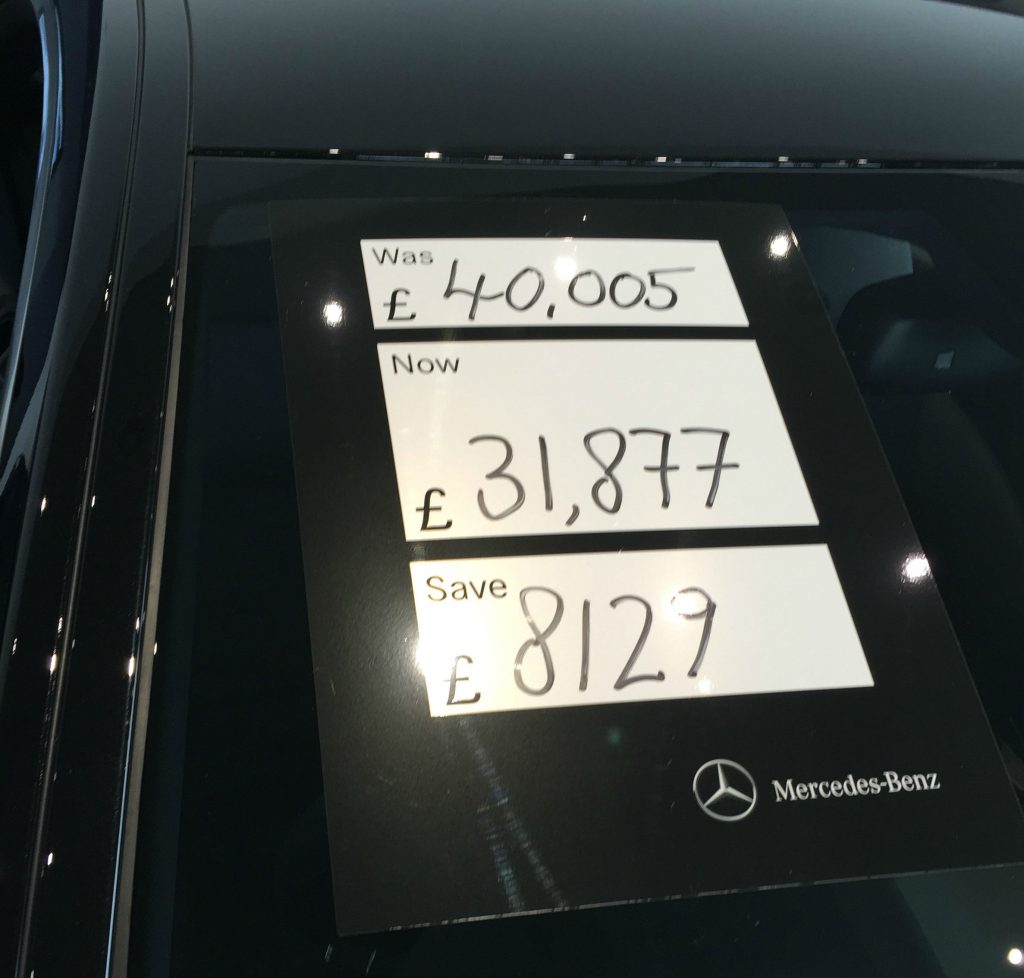 Was
£ 40,005
Now
£ 31,877
Save
£ 8129
Mercedes-Benz